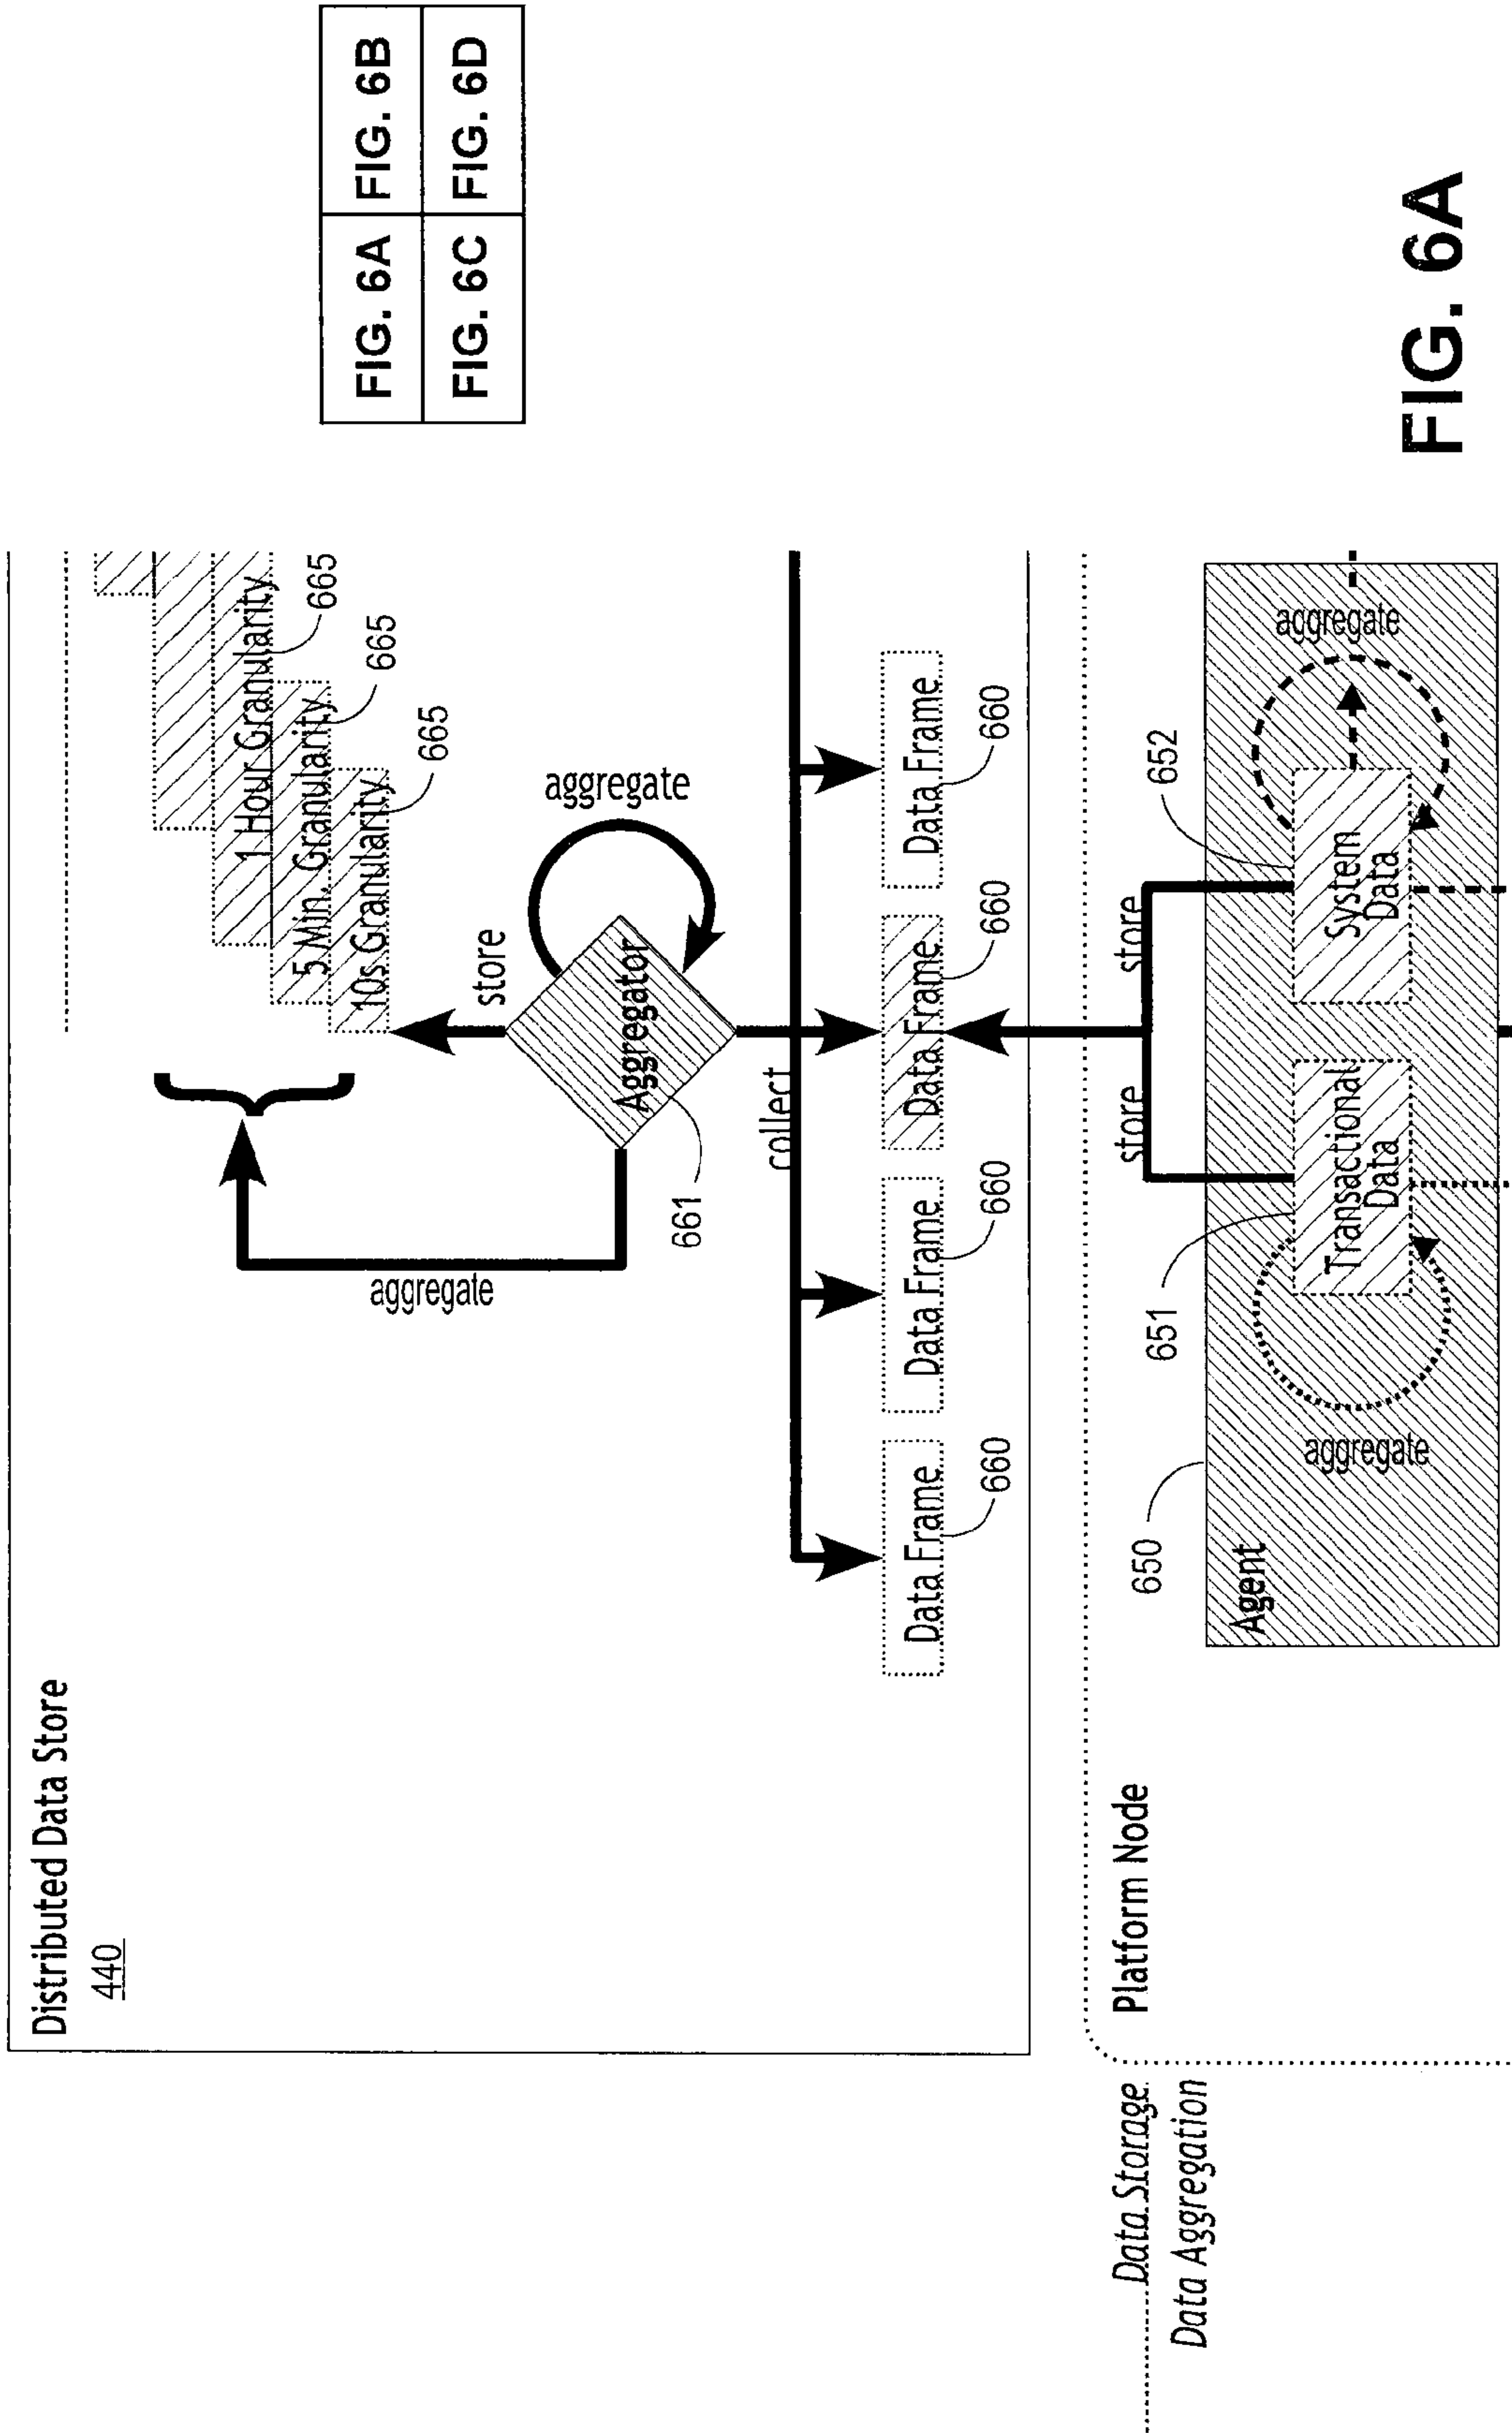 Distributed Data Store
440
1 Hour Granularity
665
5 Min. Granularity
665
10s Granularity
665
aggregate
store
aggregate
Aggregator
661
collect
Data Frame
660
Data Frame
660
Data Frame
660
Data Frame
660
Data Storage
Data Aggregation
Platform Node
650
Agent
store
store
651
652
Transactional
Data
System
Data
aggregate
aggregate
FIG. 6A
FIG. 6B
FIG. 6C
FIG. 6D
FIG. 6A